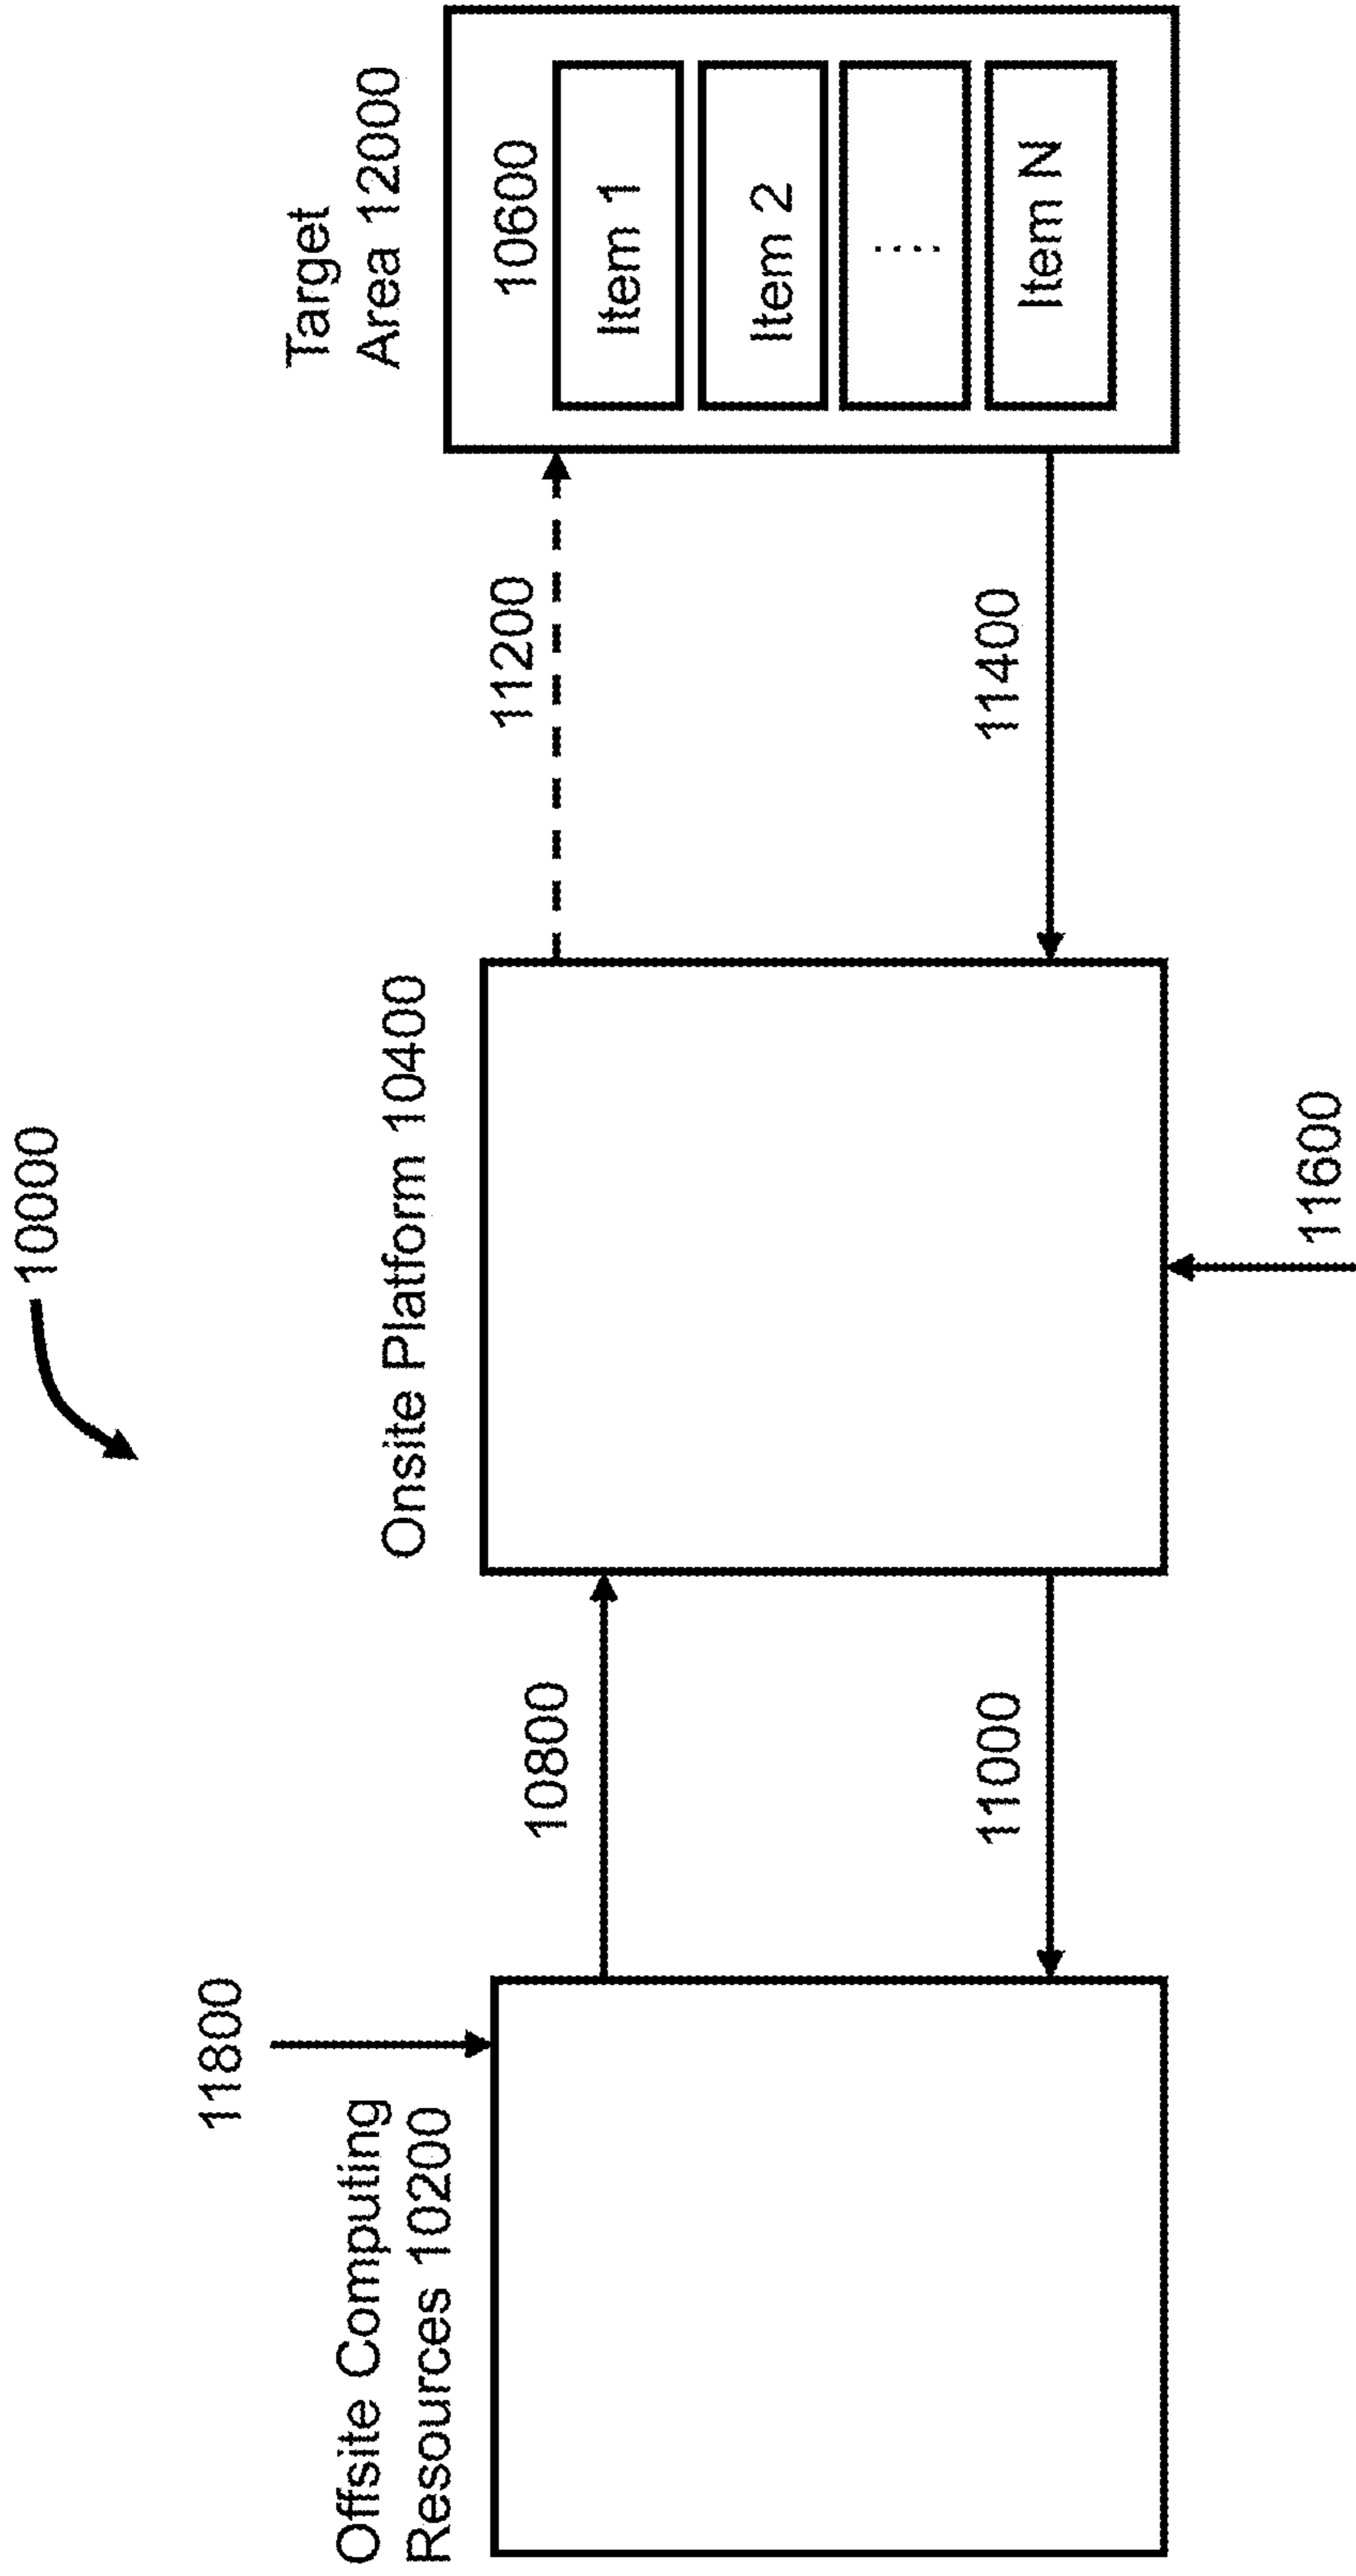 10000
Target
Area 12000
Onsite Platform 10400
Offsite Computing
Resources 10200
11800
10800
11000
11200
11400
11600
10600
Item 1
Item 2
....
Item N